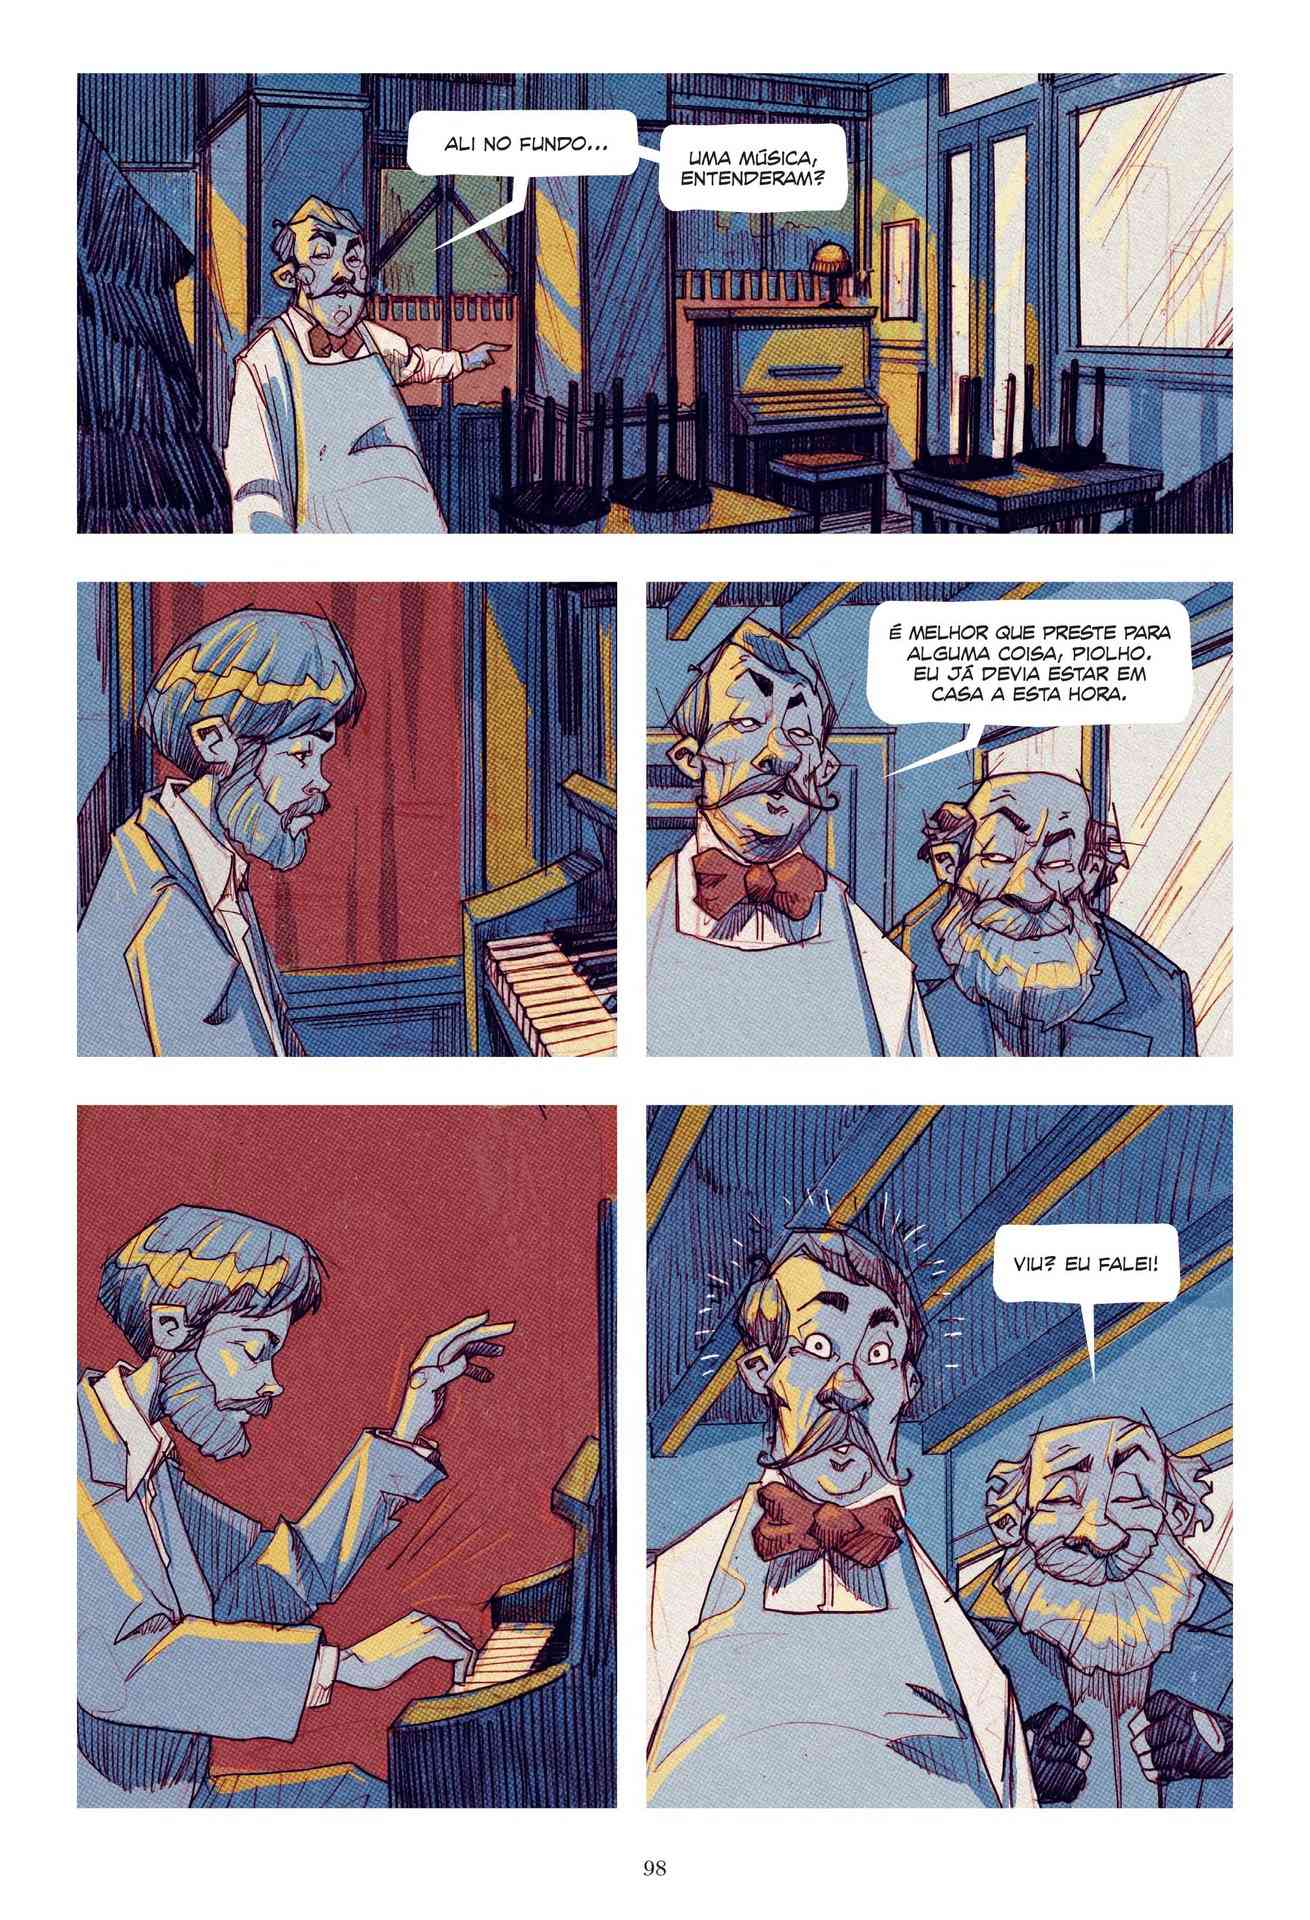 ALI NO FUNDO...
UMA MÚSICA,
ENTENDERAM?
É MELHOR QUE PRESTE PARA
ALGUMA COISA, PIOLHO.
EU JÁ DEVIA ESTAR EM
CASA A ESTA HORA.
VIU? EU FALEI!
98